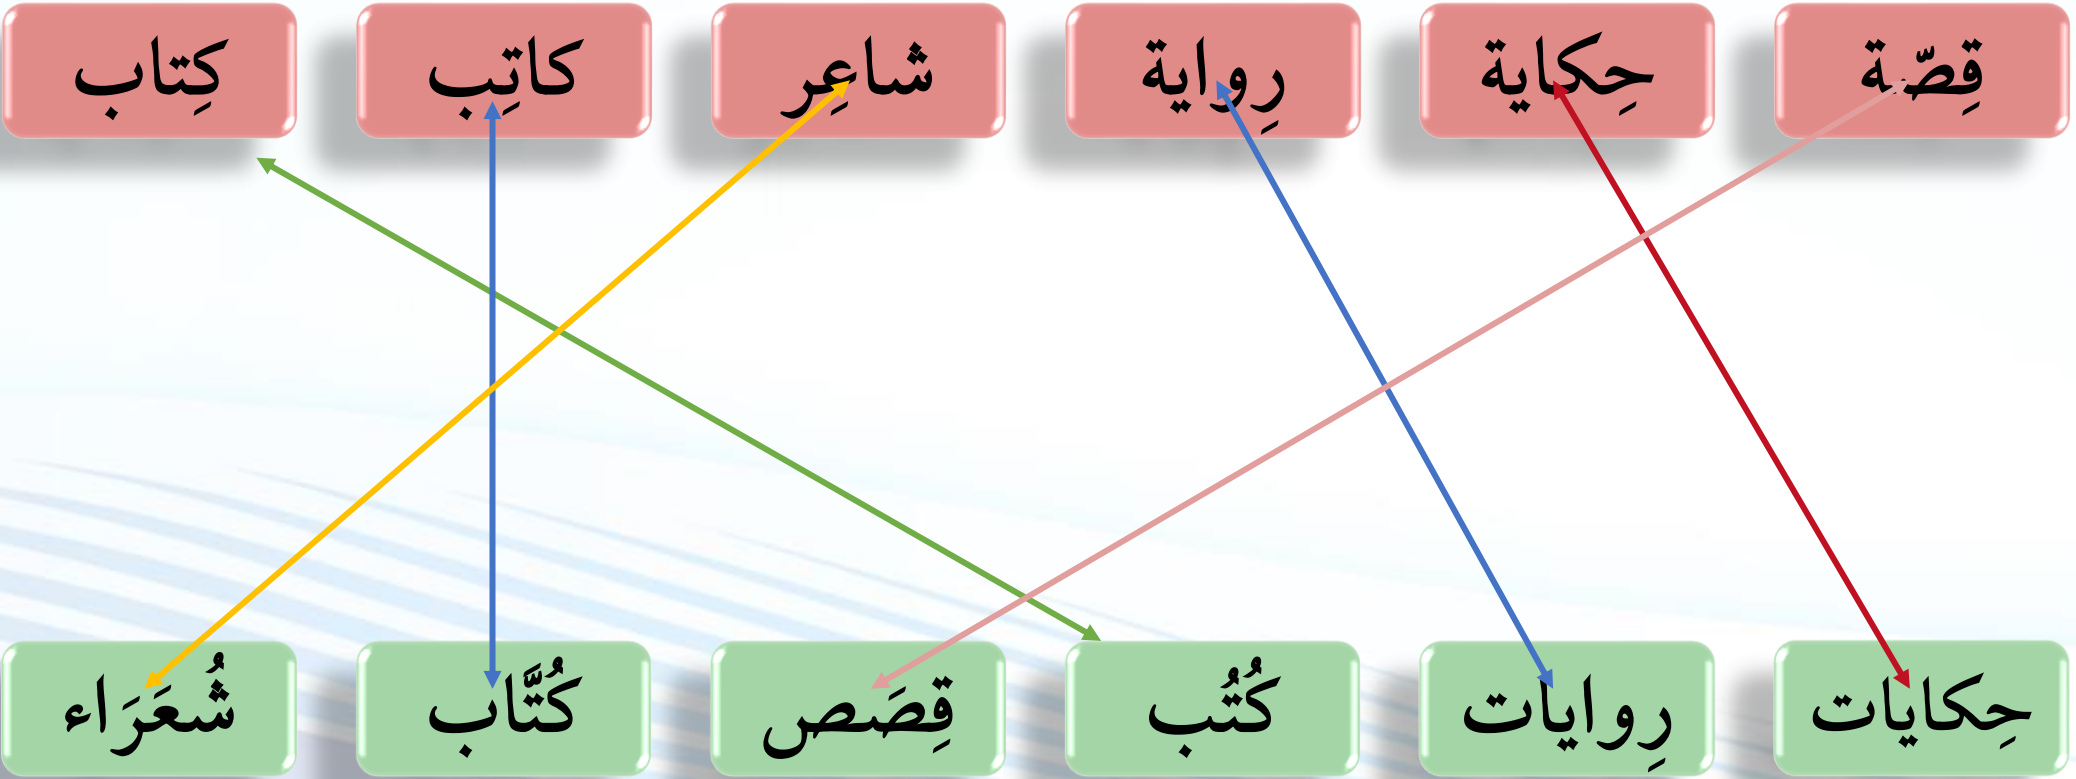 قِصّة حِكاية رِواية شاعِر كاتِب كِتاب
حِكايات رِوايات كُتُب قِصَص كُتَّاب شُعَرَاء